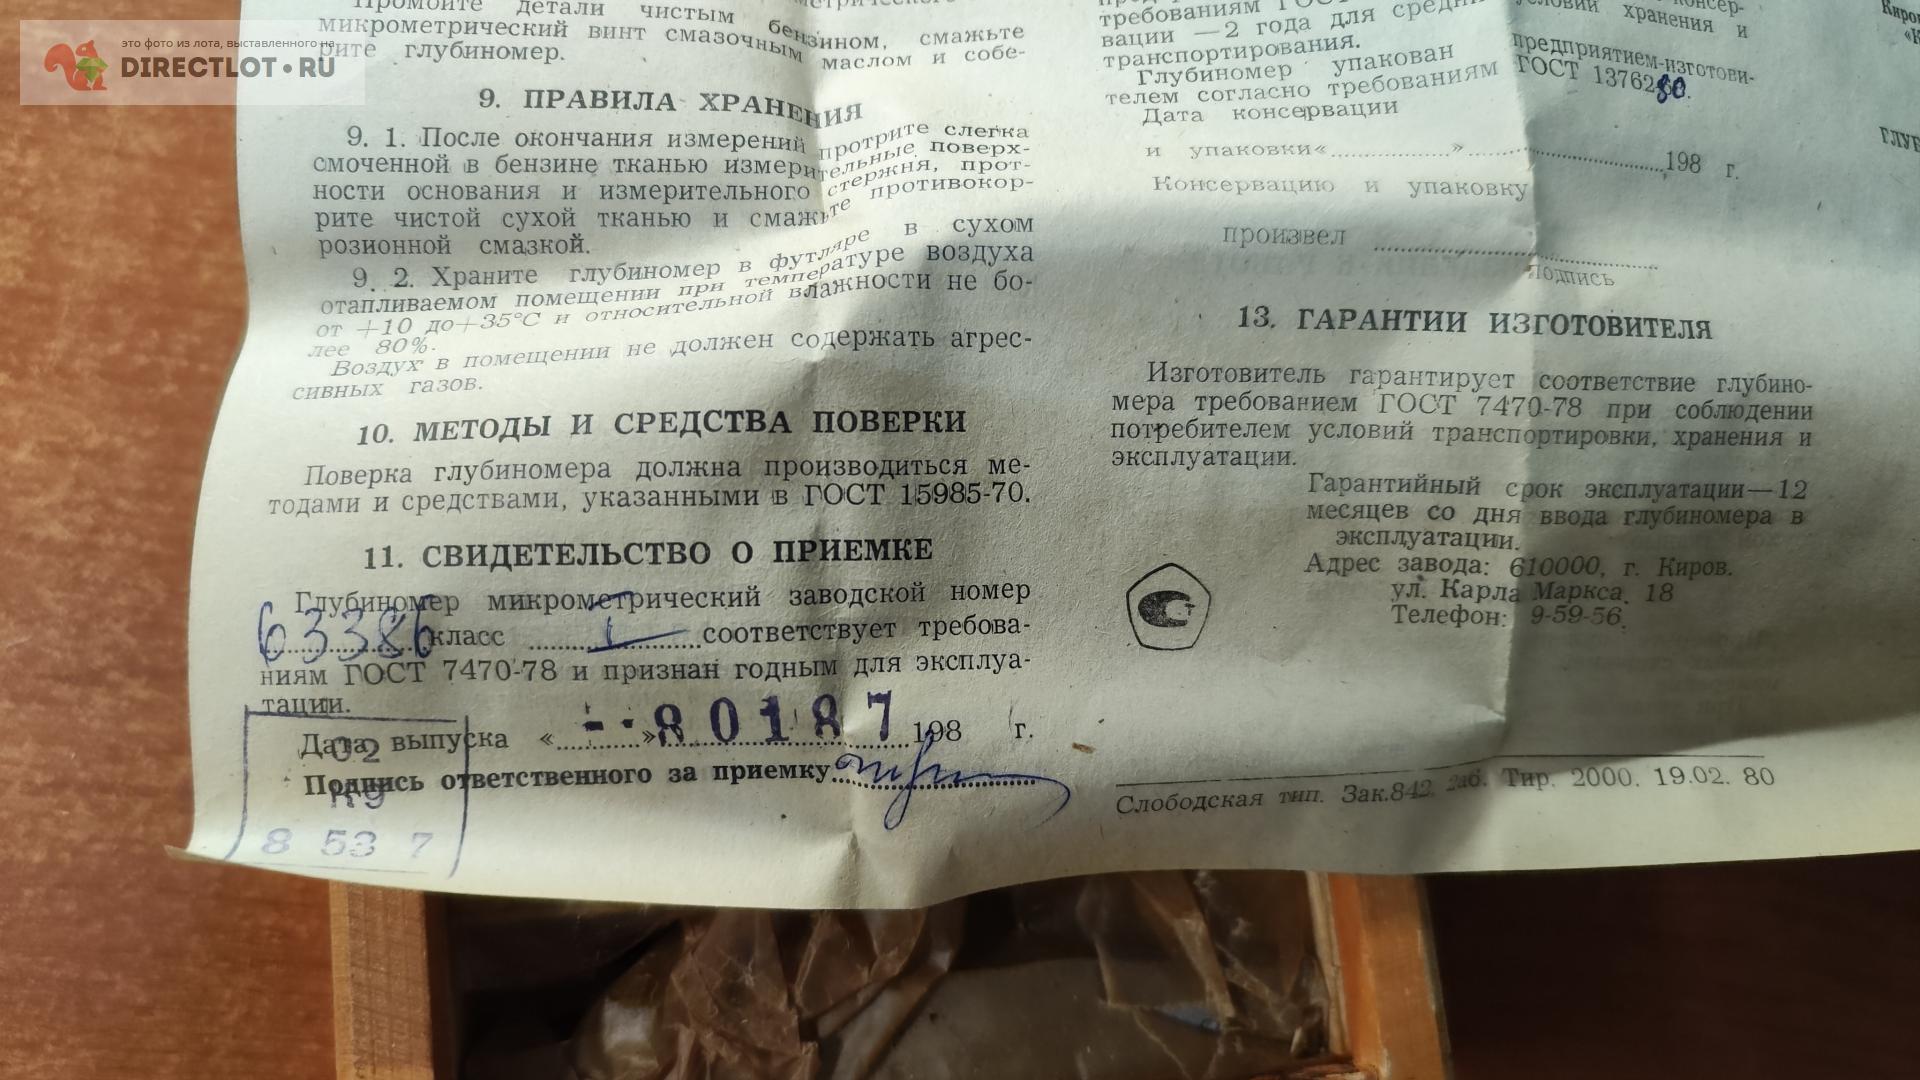 это фото из лота, выставленного на
DIRECTLOT.RU
Промойте детали чистым бензином, смажьте
микрометрический винт смазочным маслом и собе-
рите глубиномер.
9. ПРАВИЛА ХРАНЕНИЯ
9. 1. После окончания измерений протрите слегка
смоченной в бензине тканью измерительные поверх-
ности основания и измерительного стержня, прот-
рите чистой сухой тканью и смажьте противокор-
розионной смазкой.
9. 2. Храните глубиномер в футляре в сухом
отапливаемом помещении при температуре воздуха
от +10 до +35°С и относительной влажности не бо-
лее 80%.
Воздух в помещении не должен содержать агрес-
сивных газов.
10. МЕТОДЫ И СРЕДСТВА ПОВЕРКИ
Поверка глубиномера должна производиться ме-
тодами и средствами, указанными в ГОСТ 15985-70.
11. СВИДЕТЕЛЬСТВО О ПРИЕМКЕ
Глубиномер микрометрический заводской номер
63386 класс I соответствует требова-
ниям ГОСТ 7470-78 и признан годным для эксплуа-
тации.
Дата выпуска « » 80187 198 г.
Подпись ответственного за приемку
02
К9
8 53 7
требованиям
вации — 2 года для
условий хранения и
транспортирования.
Глубиномер упакован предприятием-изготови-
телем согласно требованиям ГОСТ 13762-80.
Дата консервации
и упаковки « » 198 г.
Консервацию и упаковку
произвел
подпись
13. ГАРАНТИИ ИЗГОТОВИТЕЛЯ
Изготовитель гарантирует соответствие глубино-
мера требованием ГОСТ 7470-78 при соблюдении
потребителем условий транспортировки, хранения и
эксплуатации.
Гарантийный срок эксплуатации—12
месяцев со дня ввода глубиномера в
эксплуатации.
Адрес завода: 610000, г. Киров.
ул. Карла Маркса, 18
Телефон: 9-59-56.
Слободская тип. Зак. 842. Тир. 2000. 19.02. 80